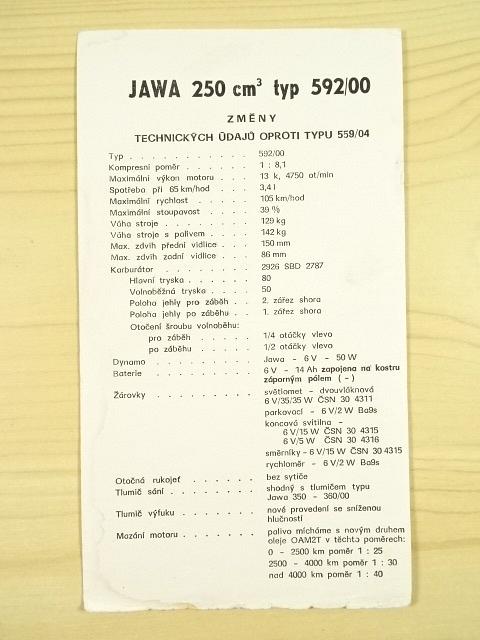 JAWA 250 cm³ typ 592/00
ZMĚNY
TECHNICKÝCH ÚDAJŮ OPROTI TYPU 559/04
Typ . . . . . . . . . . . 592/00
Kompresní poměr . . . . . . 1 : 8,1
Maximální výkon motoru . . . 13 k, 4750 ot/min
Spotřeba při 65 km/hod . . . 3,4 l
Maximální rychlost . . . . . 105 km/hod
Maximální stoupavost . . . . 39 %
Váha stroje . . . . . . . . 129 kg
Váha stroje s palivem . . . . 142 kg
Max. zdvih přední vidlice . . . 150 mm
Max. zdvih zadní vidlice . . . 86 mm
Karburátor . . . . . . . . 2926 SBD 2787
Hlavní tryska . . . . . . 80
Volnoběžná tryska . . . . 50
Poloha jehly pro záběh . . 2. zářez shora
Poloha jehly po záběhu . . 1. zářez shora
Otočení šroubu volnoběhu:
pro záběh . . . . . 1/4 otáčky vlevo
po záběhu . . . . . 1/2 otáčky vlevo
Dynamo . . . . . . . . . Jawa - 6 V - 50 W
Baterie . . . . . . . . . 6 V - 14 Ah zapojena na kostru
záporným pólem ( - )
Žárovky . . . . . . . . . světlomet - dvouvláknová
6 V/35/35 W ČSN 30 4311
parkovací - 6 V/2 W Ba9s
koncová svítilna -
6 V/15 W ČSN 30 4315
6 V/5 W ČSN 30 4316
směrníky - 6 V/15 W ČSN 30 4315
rychloměr - 6 V/2 W Ba9s
Otočná rukojeť . . . . . . bez sytiče
Tlumič sání . . . . . . . . shodný s tlumičem typu
Jawa 350 - 360/00
Tlumič výfuku . . . . . . . nové provedení se sníženou
hlučností
Mazání motoru . . . . . . . palivo mícháme s novým druhem
oleje OAM2T v těchto poměrech:
0 - 2500 km poměr 1 : 25
2500 - 4000 km poměr 1 : 30
nad 4000 km poměr 1 : 40